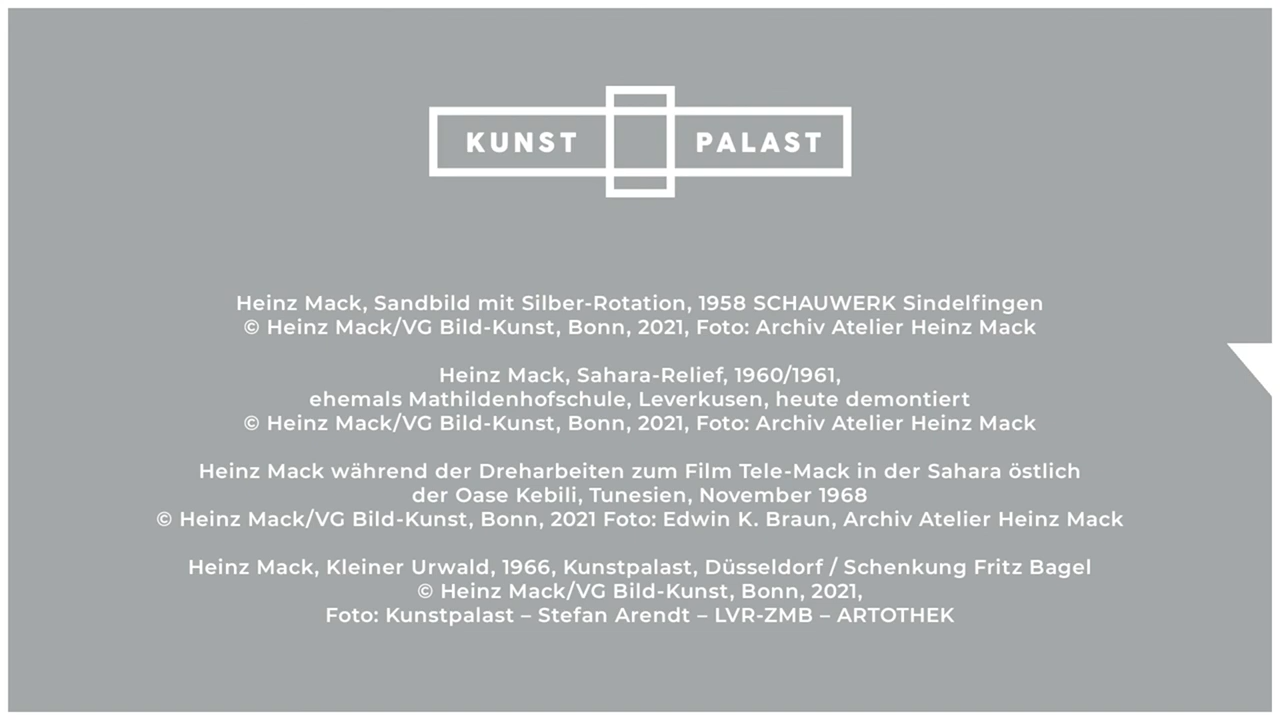 KUNST PALAST
Heinz Mack, Sandbild mit Silber-Rotation, 1958 SCHAUWERK Sindelfingen
© Heinz Mack/VG Bild-Kunst, Bonn, 2021, Foto: Archiv Atelier Heinz Mack
Heinz Mack, Sahara-Relief, 1960/1961,
ehemals Mathildenhofschule, Leverkusen, heute demontiert
© Heinz Mack/VG Bild-Kunst, Bonn, 2021, Foto: Archiv Atelier Heinz Mack
Heinz Mack während der Dreharbeiten zum Film Tele-Mack in der Sahara östlich
der Oase Kebili, Tunesien, November 1968
© Heinz Mack/VG Bild-Kunst, Bonn, 2021 Foto: Edwin K. Braun, Archiv Atelier Heinz Mack
Heinz Mack, Kleiner Urwald, 1966, Kunstpalast, Düsseldorf / Schenkung Fritz Bagel
© Heinz Mack/VG Bild-Kunst, Bonn, 2021,
Foto: Kunstpalast – Stefan Arendt – LVR-ZMB – ARTOTHEK